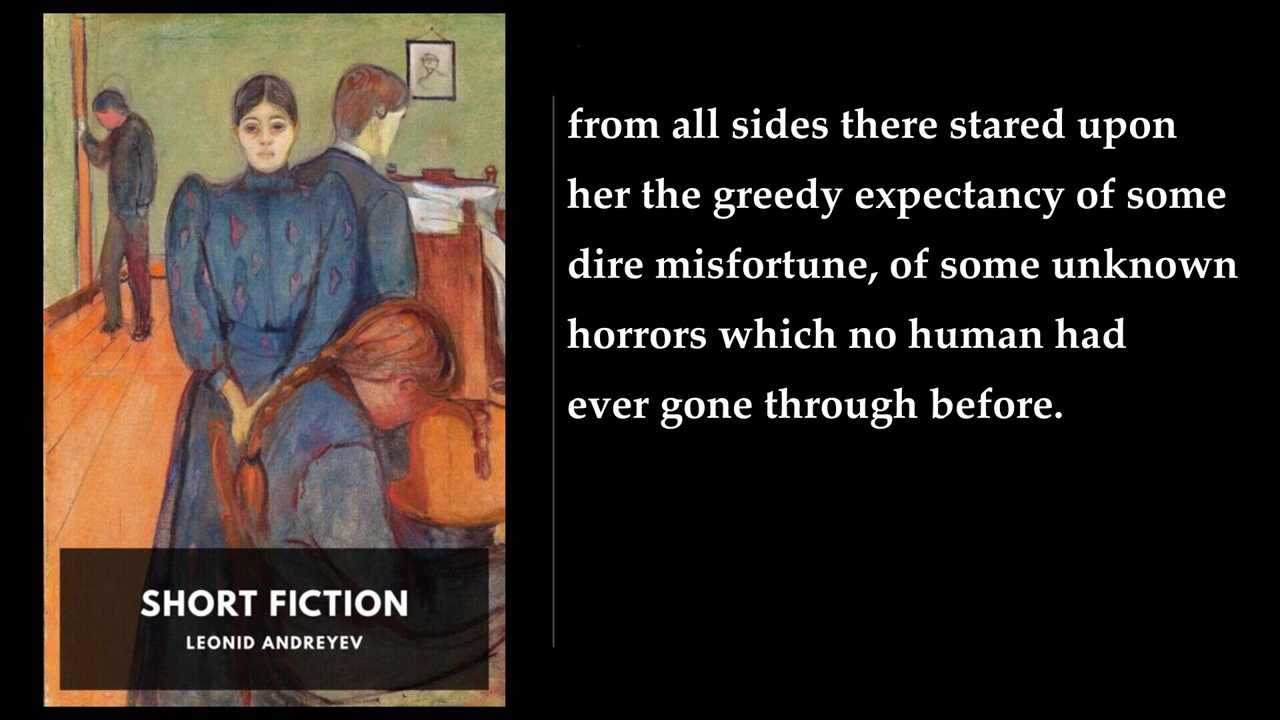 SHORT FICTION
LEONID ANDREYEV
from all sides there stared upon
her the greedy expectancy of some
dire misfortune, of some unknown
horrors which no human had
ever gone through before.